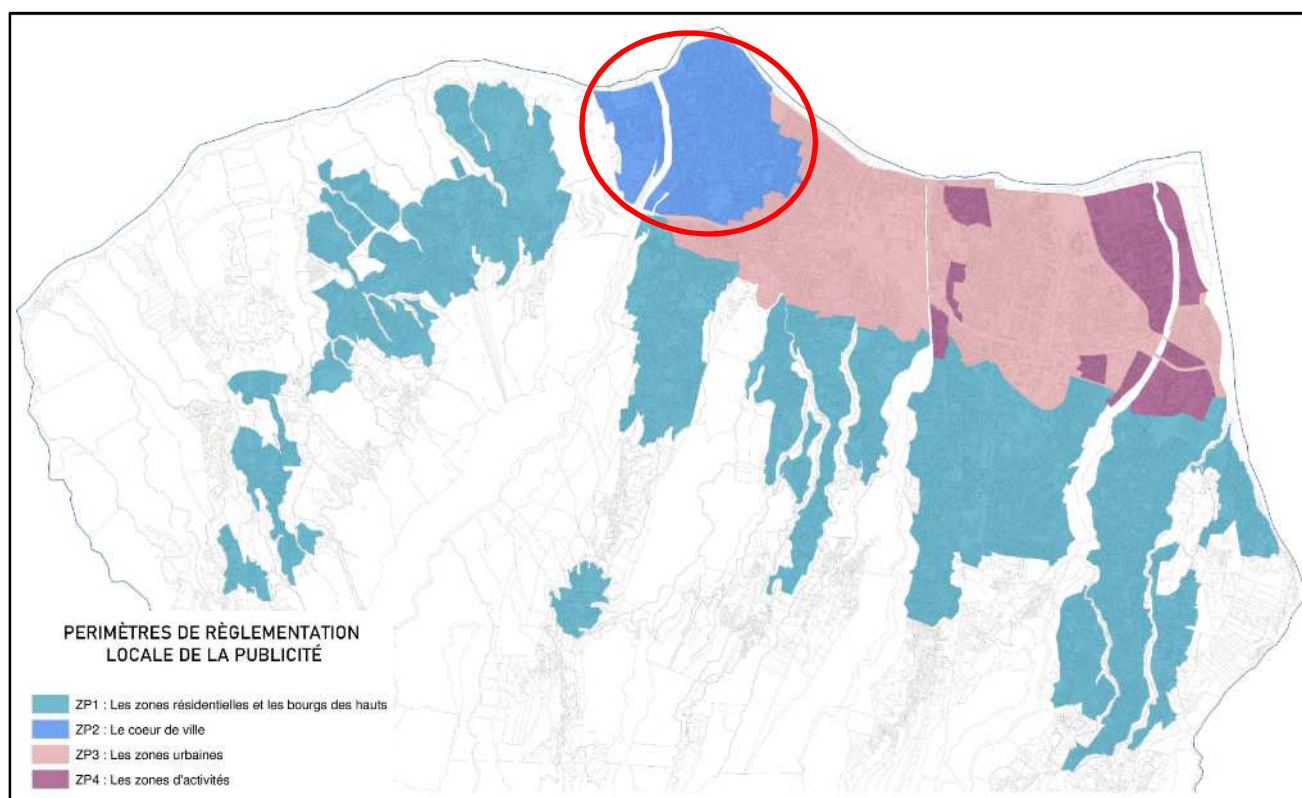 PERIMÈTRES DE RÈGLEMENTATION
LOCALE DE LA PUBLICITÉ
ZP1 : Les zones résidentielles et les bourgs des hauts
ZP2 : Le coeur de ville
ZP3 : Les zones urbaines
ZP4 : Les zones d'activités